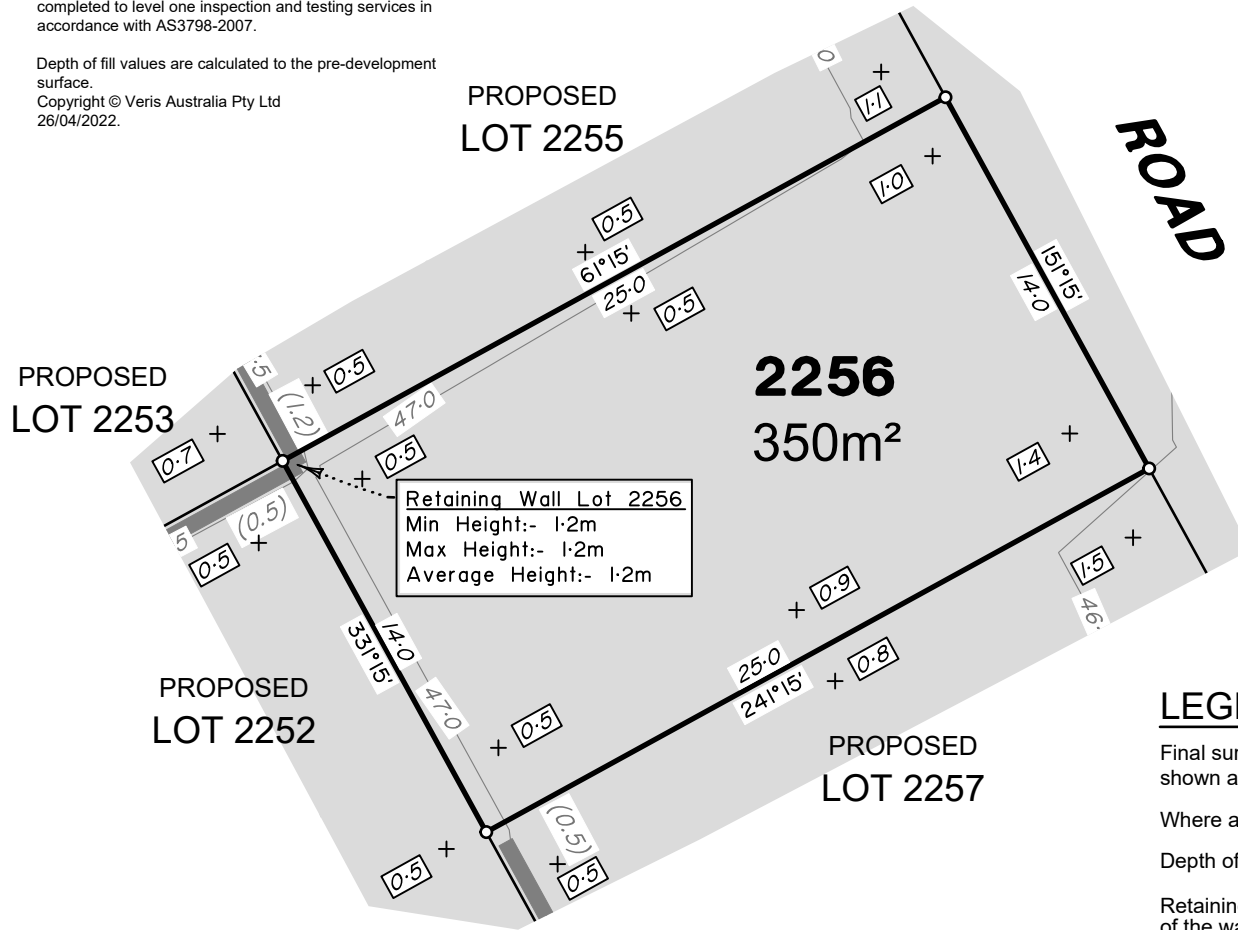 completed to level one inspection and testing services in
accordance with AS3798-2007.
Depth of fill values are calculated to the pre-development
surface.
Copyright © Veris Australia Pty Ltd
26/04/2022.
PROPOSED
LOT 2255
ROAD
0
1·1
1·0
0·5
61°15'
25·0
0·5
151°15'
14·0
PROPOSED
LOT 2253
·5
(1.2)
0·5
47·0
0·7
0·5
2256
350m²
1·4
Retaining Wall Lot 2256
Min Height:- 1·2m
Max Height:- 1·2m
Average Height:- 1·2m
(0.5)
5
0·5
1·5
46·
0·9
0·8
25·0
241°15'
331°15'
14·0
47·0
PROPOSED
LOT 2252
0·5
PROPOSED
LOT 2257
(0.5)
0·5
0·5
LEG
Final sur
shown a
Where a
Depth of
Retaining
of the wa